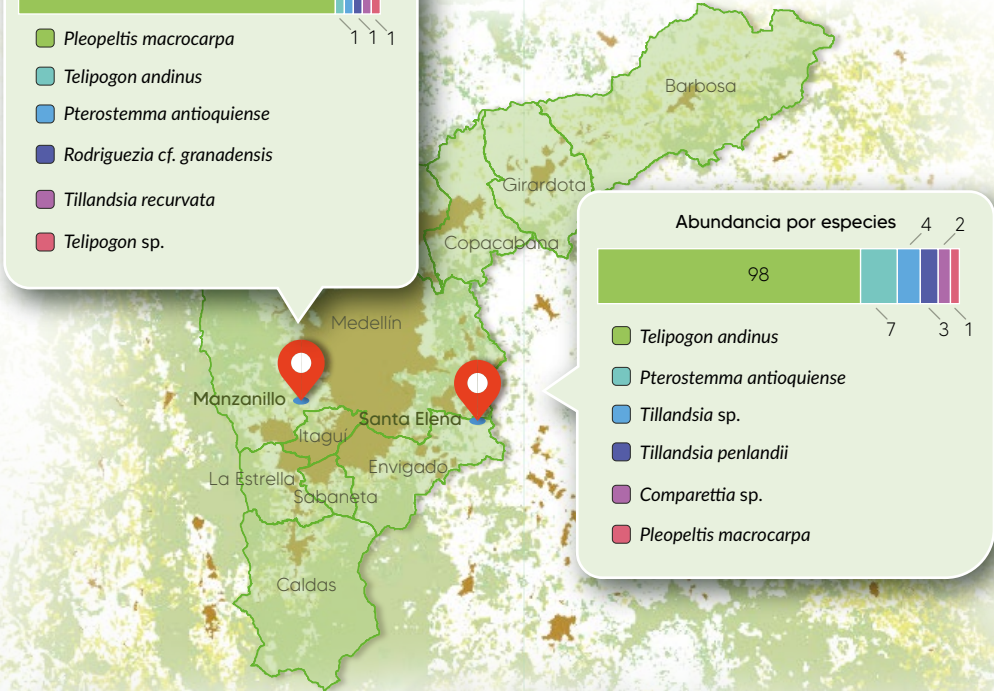 1 1 1
Pleopeltis macrocarpa
Telipogon andinus
Pterostemma antioquiense
Rodriguezia cf. granadensis
Tillandsia recurvata
Telipogon sp.
Barbosa
Girardota
Copacabana
Medellín
Manzanillo
Santa Elena
Itaguí
Envigado
La Estrella
Sabaneta
Caldas
Abundancia por especies
4 2
98
7 3 1
Telipogon andinus
Pterostemma antioquiense
Tillandsia sp.
Tillandsia penlandii
Comparettia sp.
Pleopeltis macrocarpa